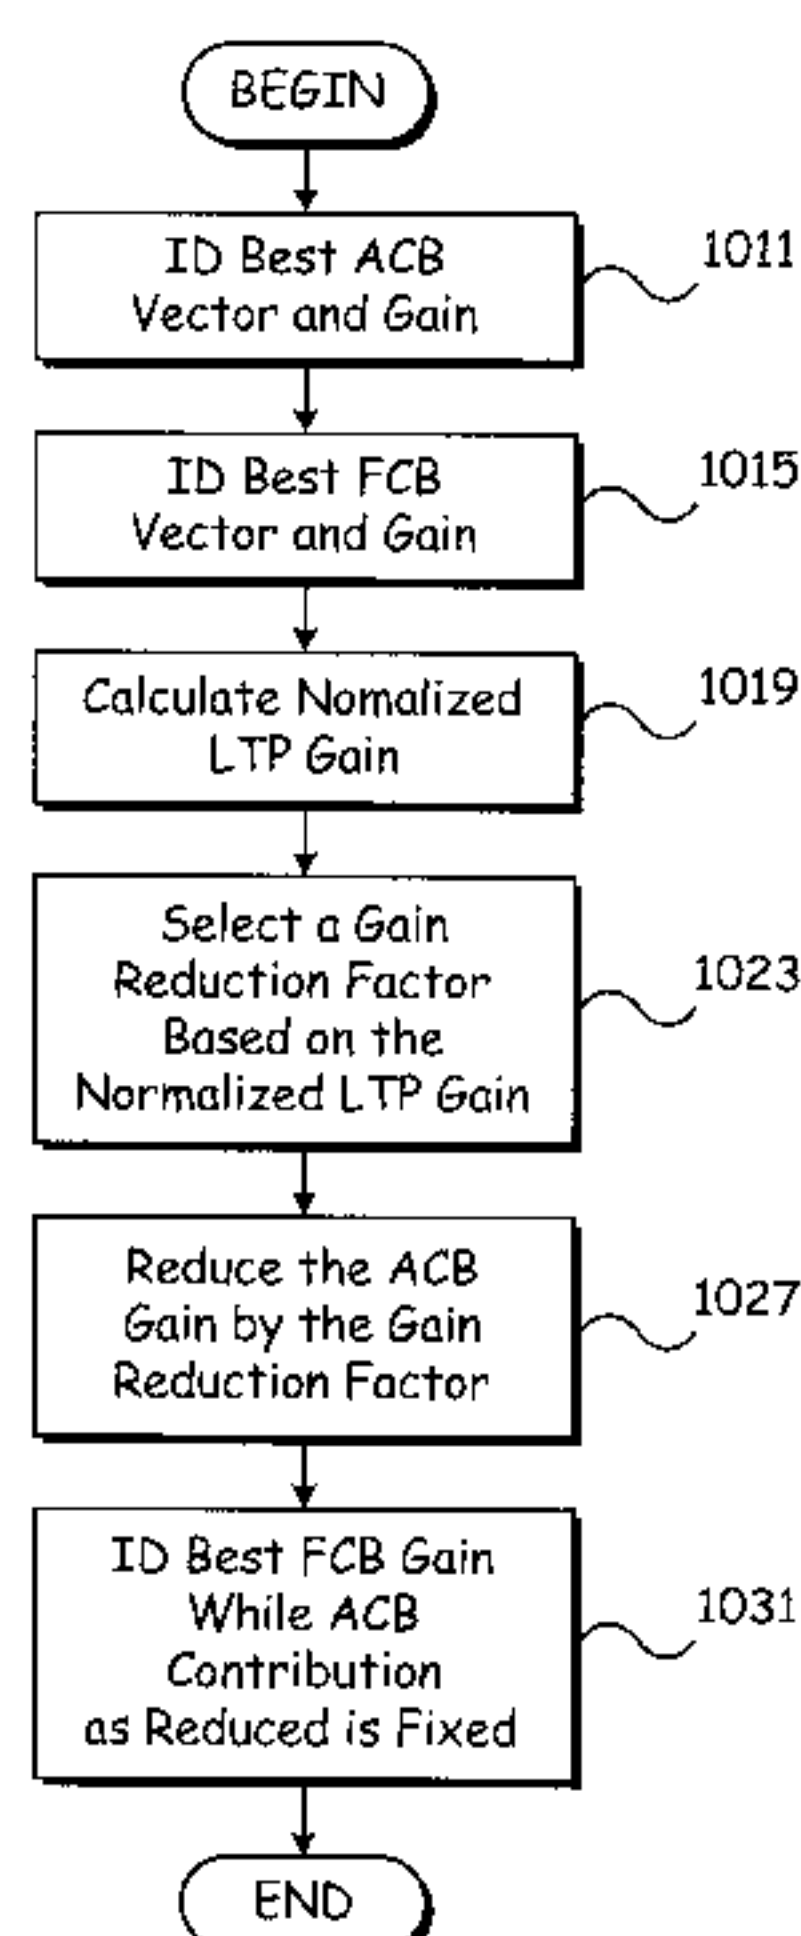 BEGIN
ID Best ACB
Vector and Gain
1011
ID Best FCB
Vector and Gain
1015
Calculate Nomalized
LTP Gain
1019
Select a Gain
Reduction Factor
Based on the
Normalized LTP Gain
1023
Reduce the ACB
Gain by the Gain
Reduction Factor
1027
ID Best FCB Gain
While ACB
Contribution
as Reduced is Fixed
1031
END